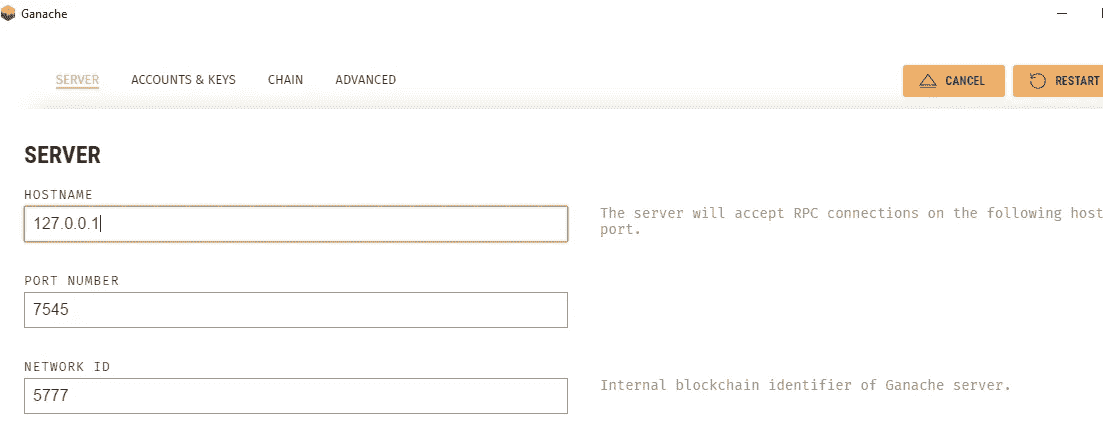 Ganache
SERVER ACCOUNTS & KEYS CHAIN ADVANCED CANCEL RESTART
SERVER
HOSTNAME
127.0.0.1
The server will accept RPC connections on the following host
port.
PORT NUMBER
7545
NETWORK ID
5777
Internal blockchain identifier of Ganache server.